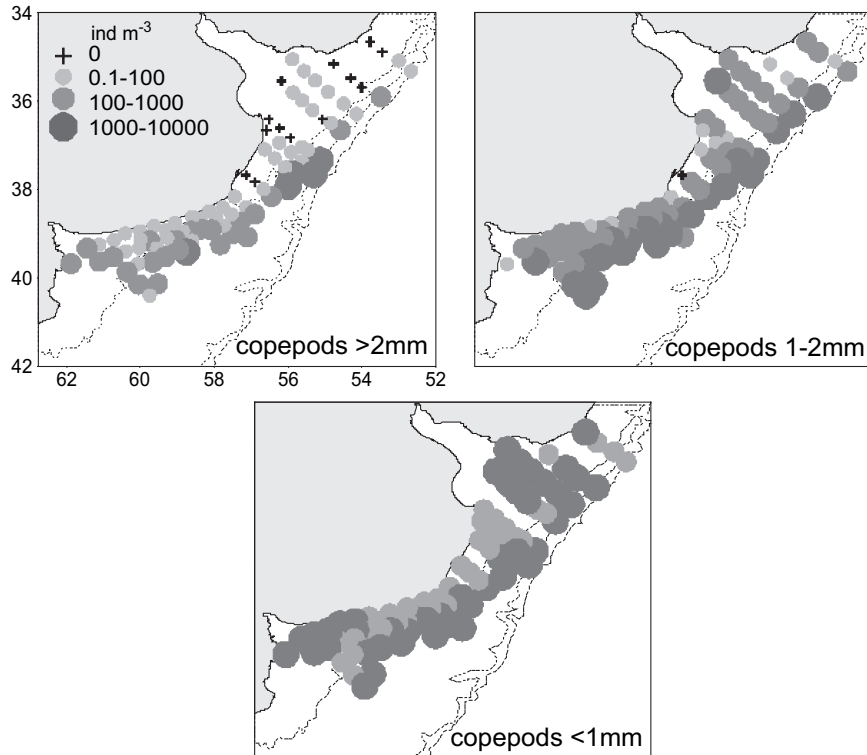 34
36
38
40
42
ind m⁻³
0
0.1-100
100-1000
1000-10000
copepods >2mm
62 60 58 56 54 52
copepods 1-2mm
copepods <1mm